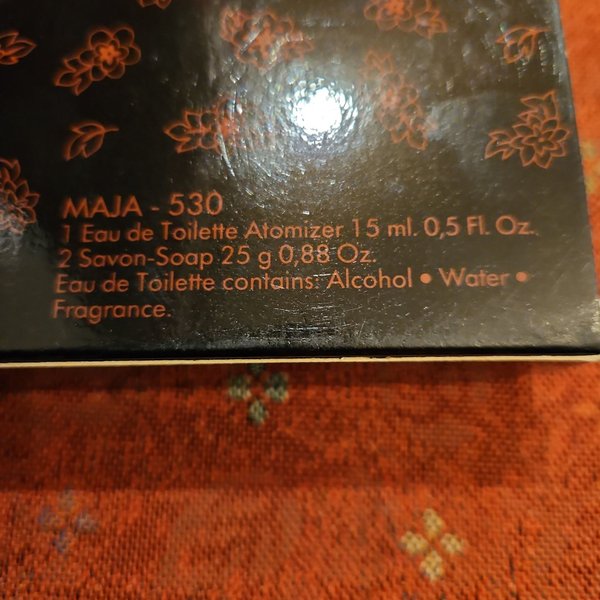 MAJA - 530
1 Eau de Toilette Atomizer 15 ml. 0,5 Fl. Oz.
2 Savon-Soap 25 g 0,88 Oz.
Eau de Toilette contains: Alcohol • Water •
Fragrance.